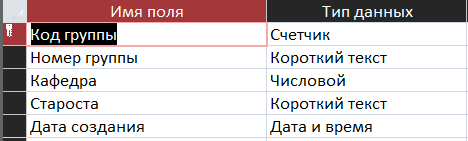 Имя поля Тип данных
Код группы Счетчик
Номер группы Короткий текст
Кафедра Числовой
Староста Короткий текст
Дата создания Дата и время